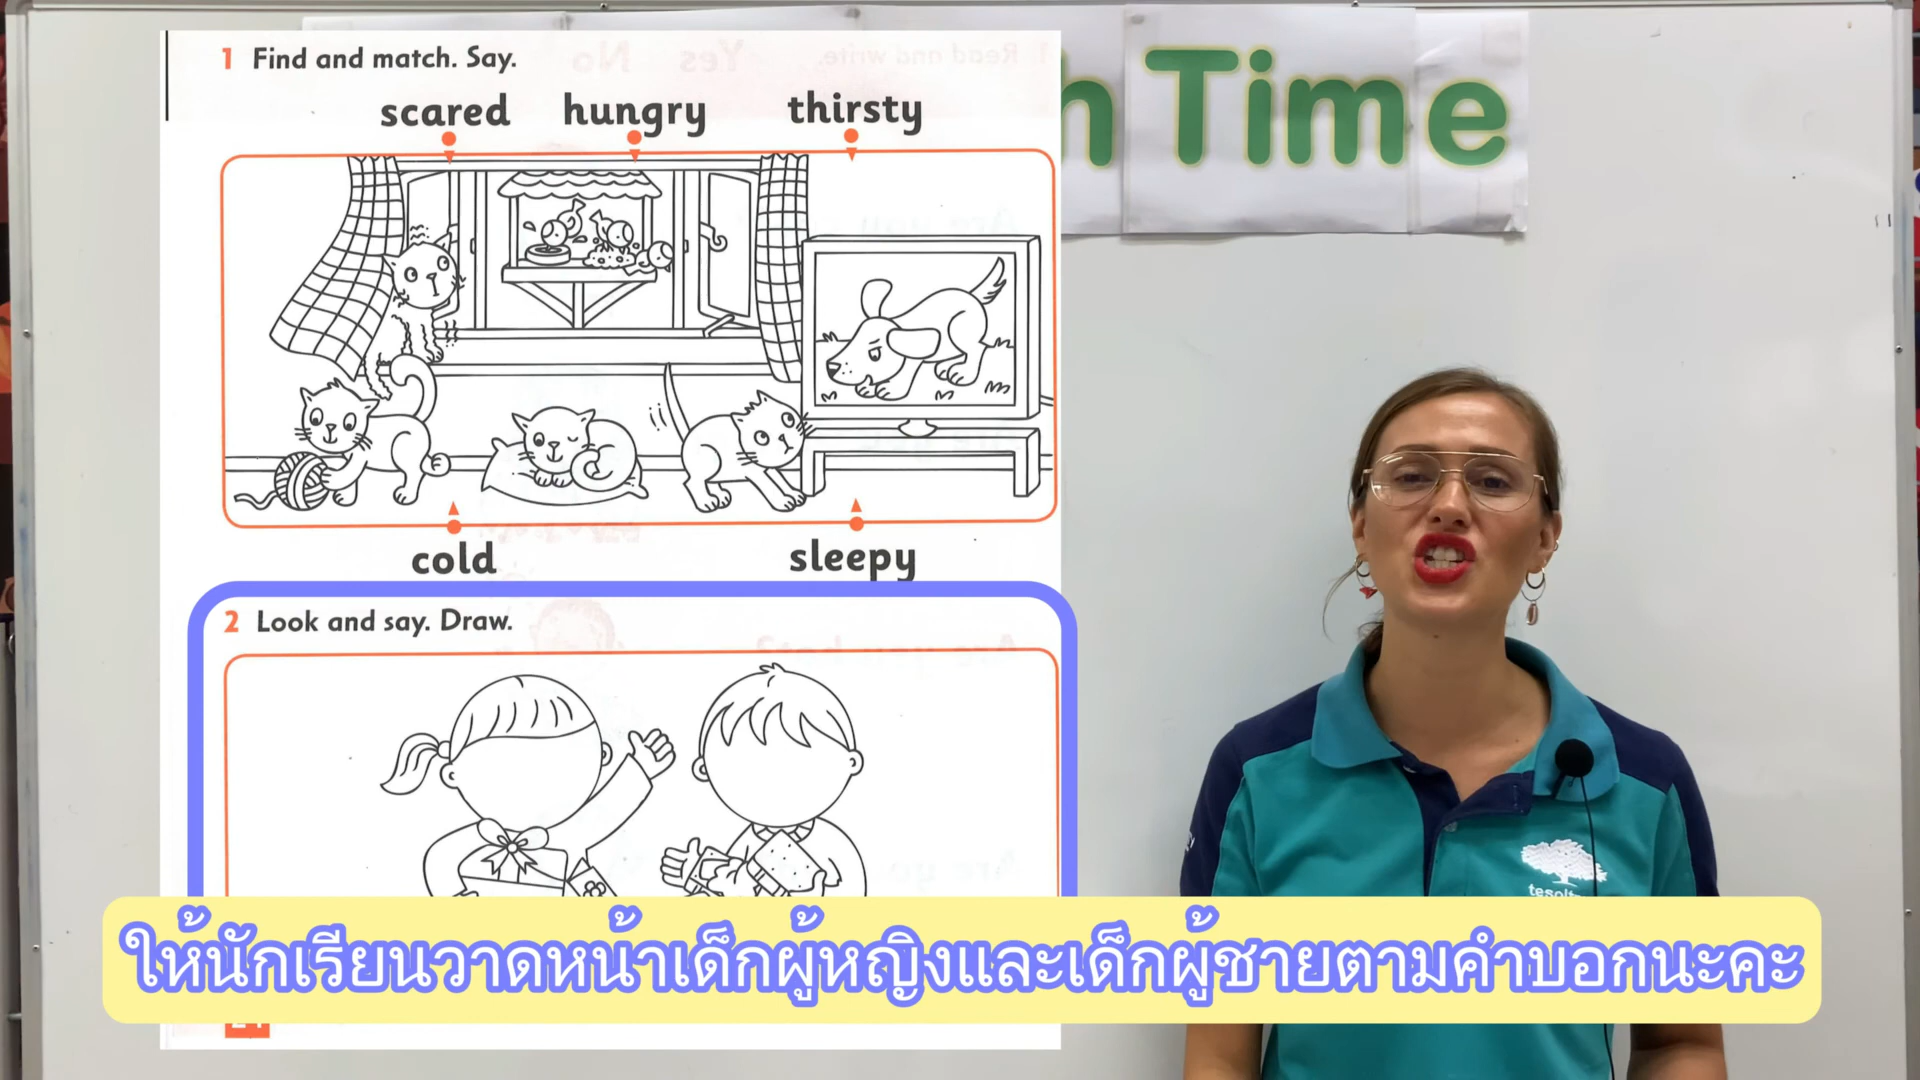 1 Find and match. Say.
scared hungry thirsty
h Time
cold sleepy
2 Look and say. Draw.
ให้นักเรียนวาดหน้าเด็กผู้หญิงและเด็กผู้ชายตามคำบอกนะคะ